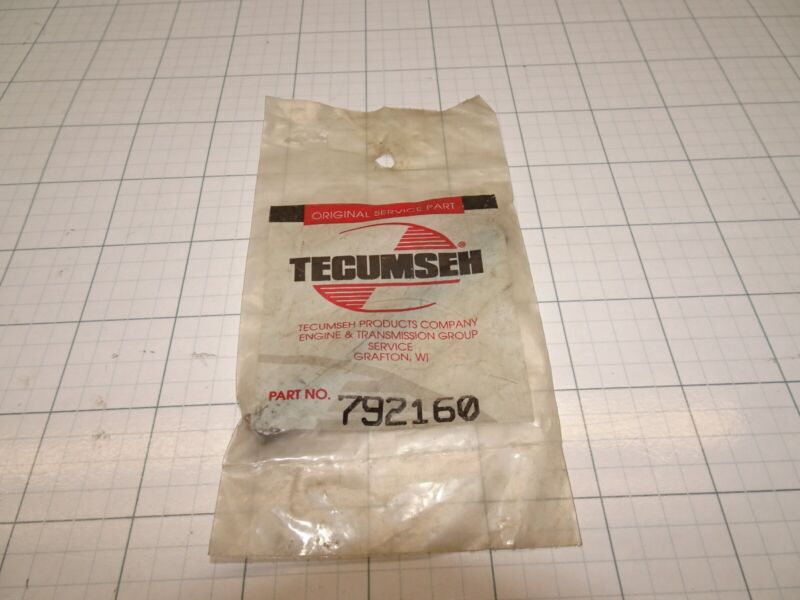 ORIGINAL SERVICE PART
TECUMSEH®
TECUMSEH PRODUCTS COMPANY
ENGINE & TRANSMISSION GROUP
SERVICE
GRAFTON, WI
PART NO. 792160